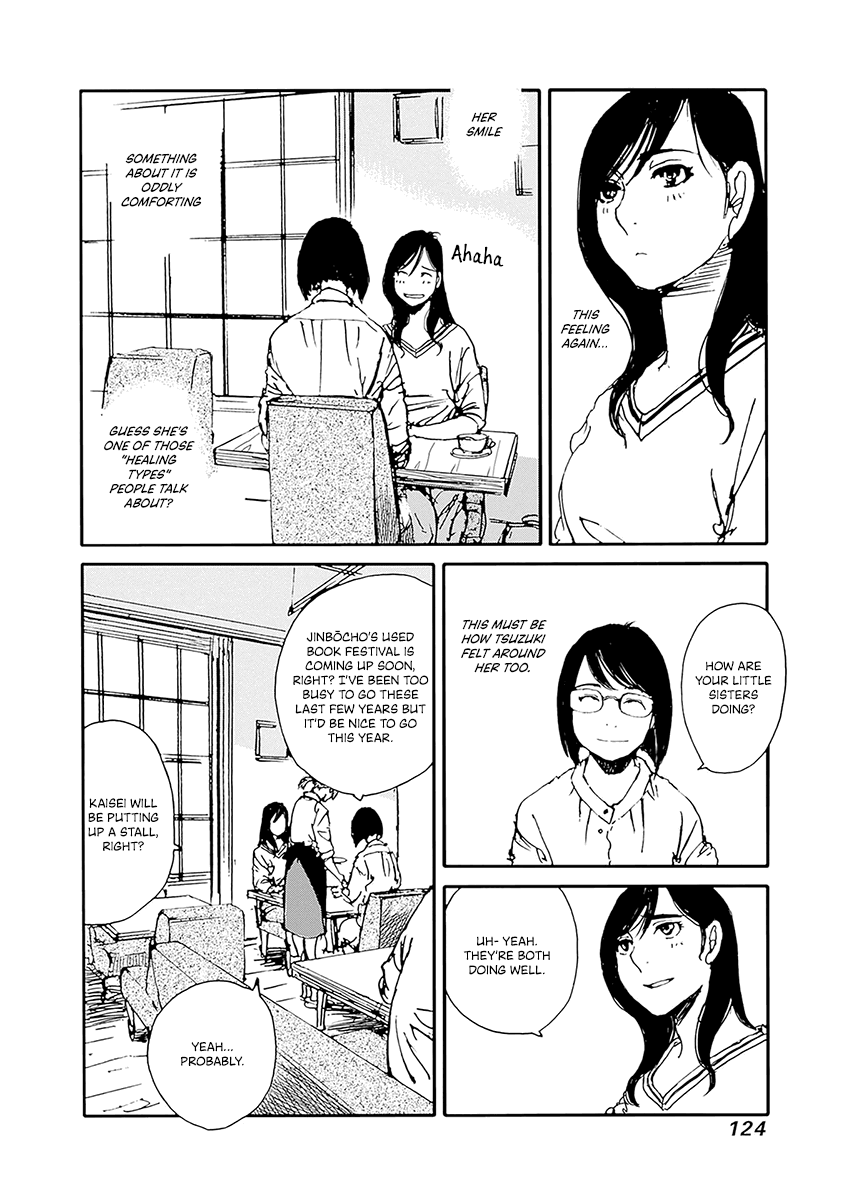 THIS
FEELING
AGAIN...
HER
SMILE
SOMETHING
ABOUT IT IS
ODDLY
COMFORTING
Ahaha
GUESS SHE'S
ONE OF THOSE
"HEALING
TYPES"
PEOPLE TALK
ABOUT?
HOW ARE
YOUR LITTLE
SISTERS
DOING?
THIS MUST BE
HOW TSUZUKI
FELT AROUND
HER TOO.
UH- YEAH.
THEY'RE BOTH
DOING WELL.
JINBŌCHO'S USED
BOOK FESTIVAL IS
COMING UP SOON,
RIGHT? I'VE BEEN TOO
BUSY TO GO THESE
LAST FEW YEARS BUT
IT'D BE NICE TO GO
THIS YEAR.
KAISEI WILL
BE PUTTING
UP A STALL,
RIGHT?
YEAH...
PROBABLY.
124